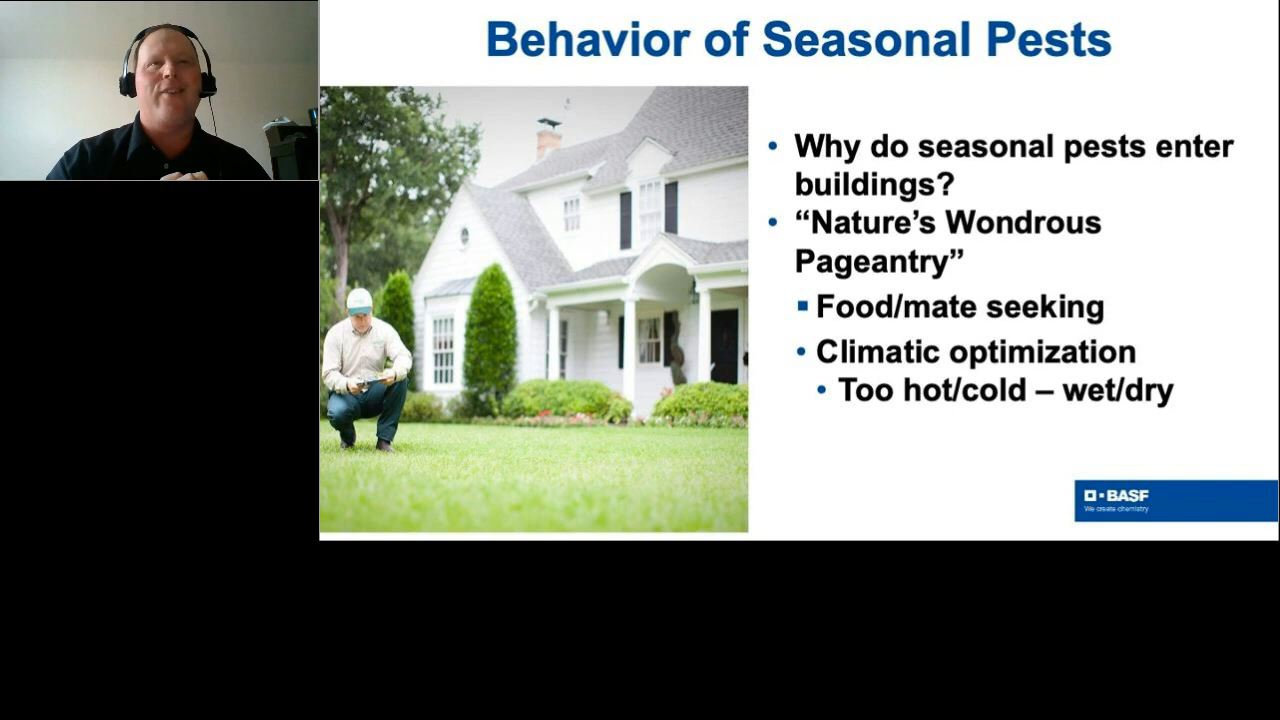 Behavior of Seasonal Pests
• Why do seasonal pests enter
buildings?
• “Nature’s Wondrous
Pageantry”
▪ Food/mate seeking
• Climatic optimization
• Too hot/cold – wet/dry
BASF
We create chemistry